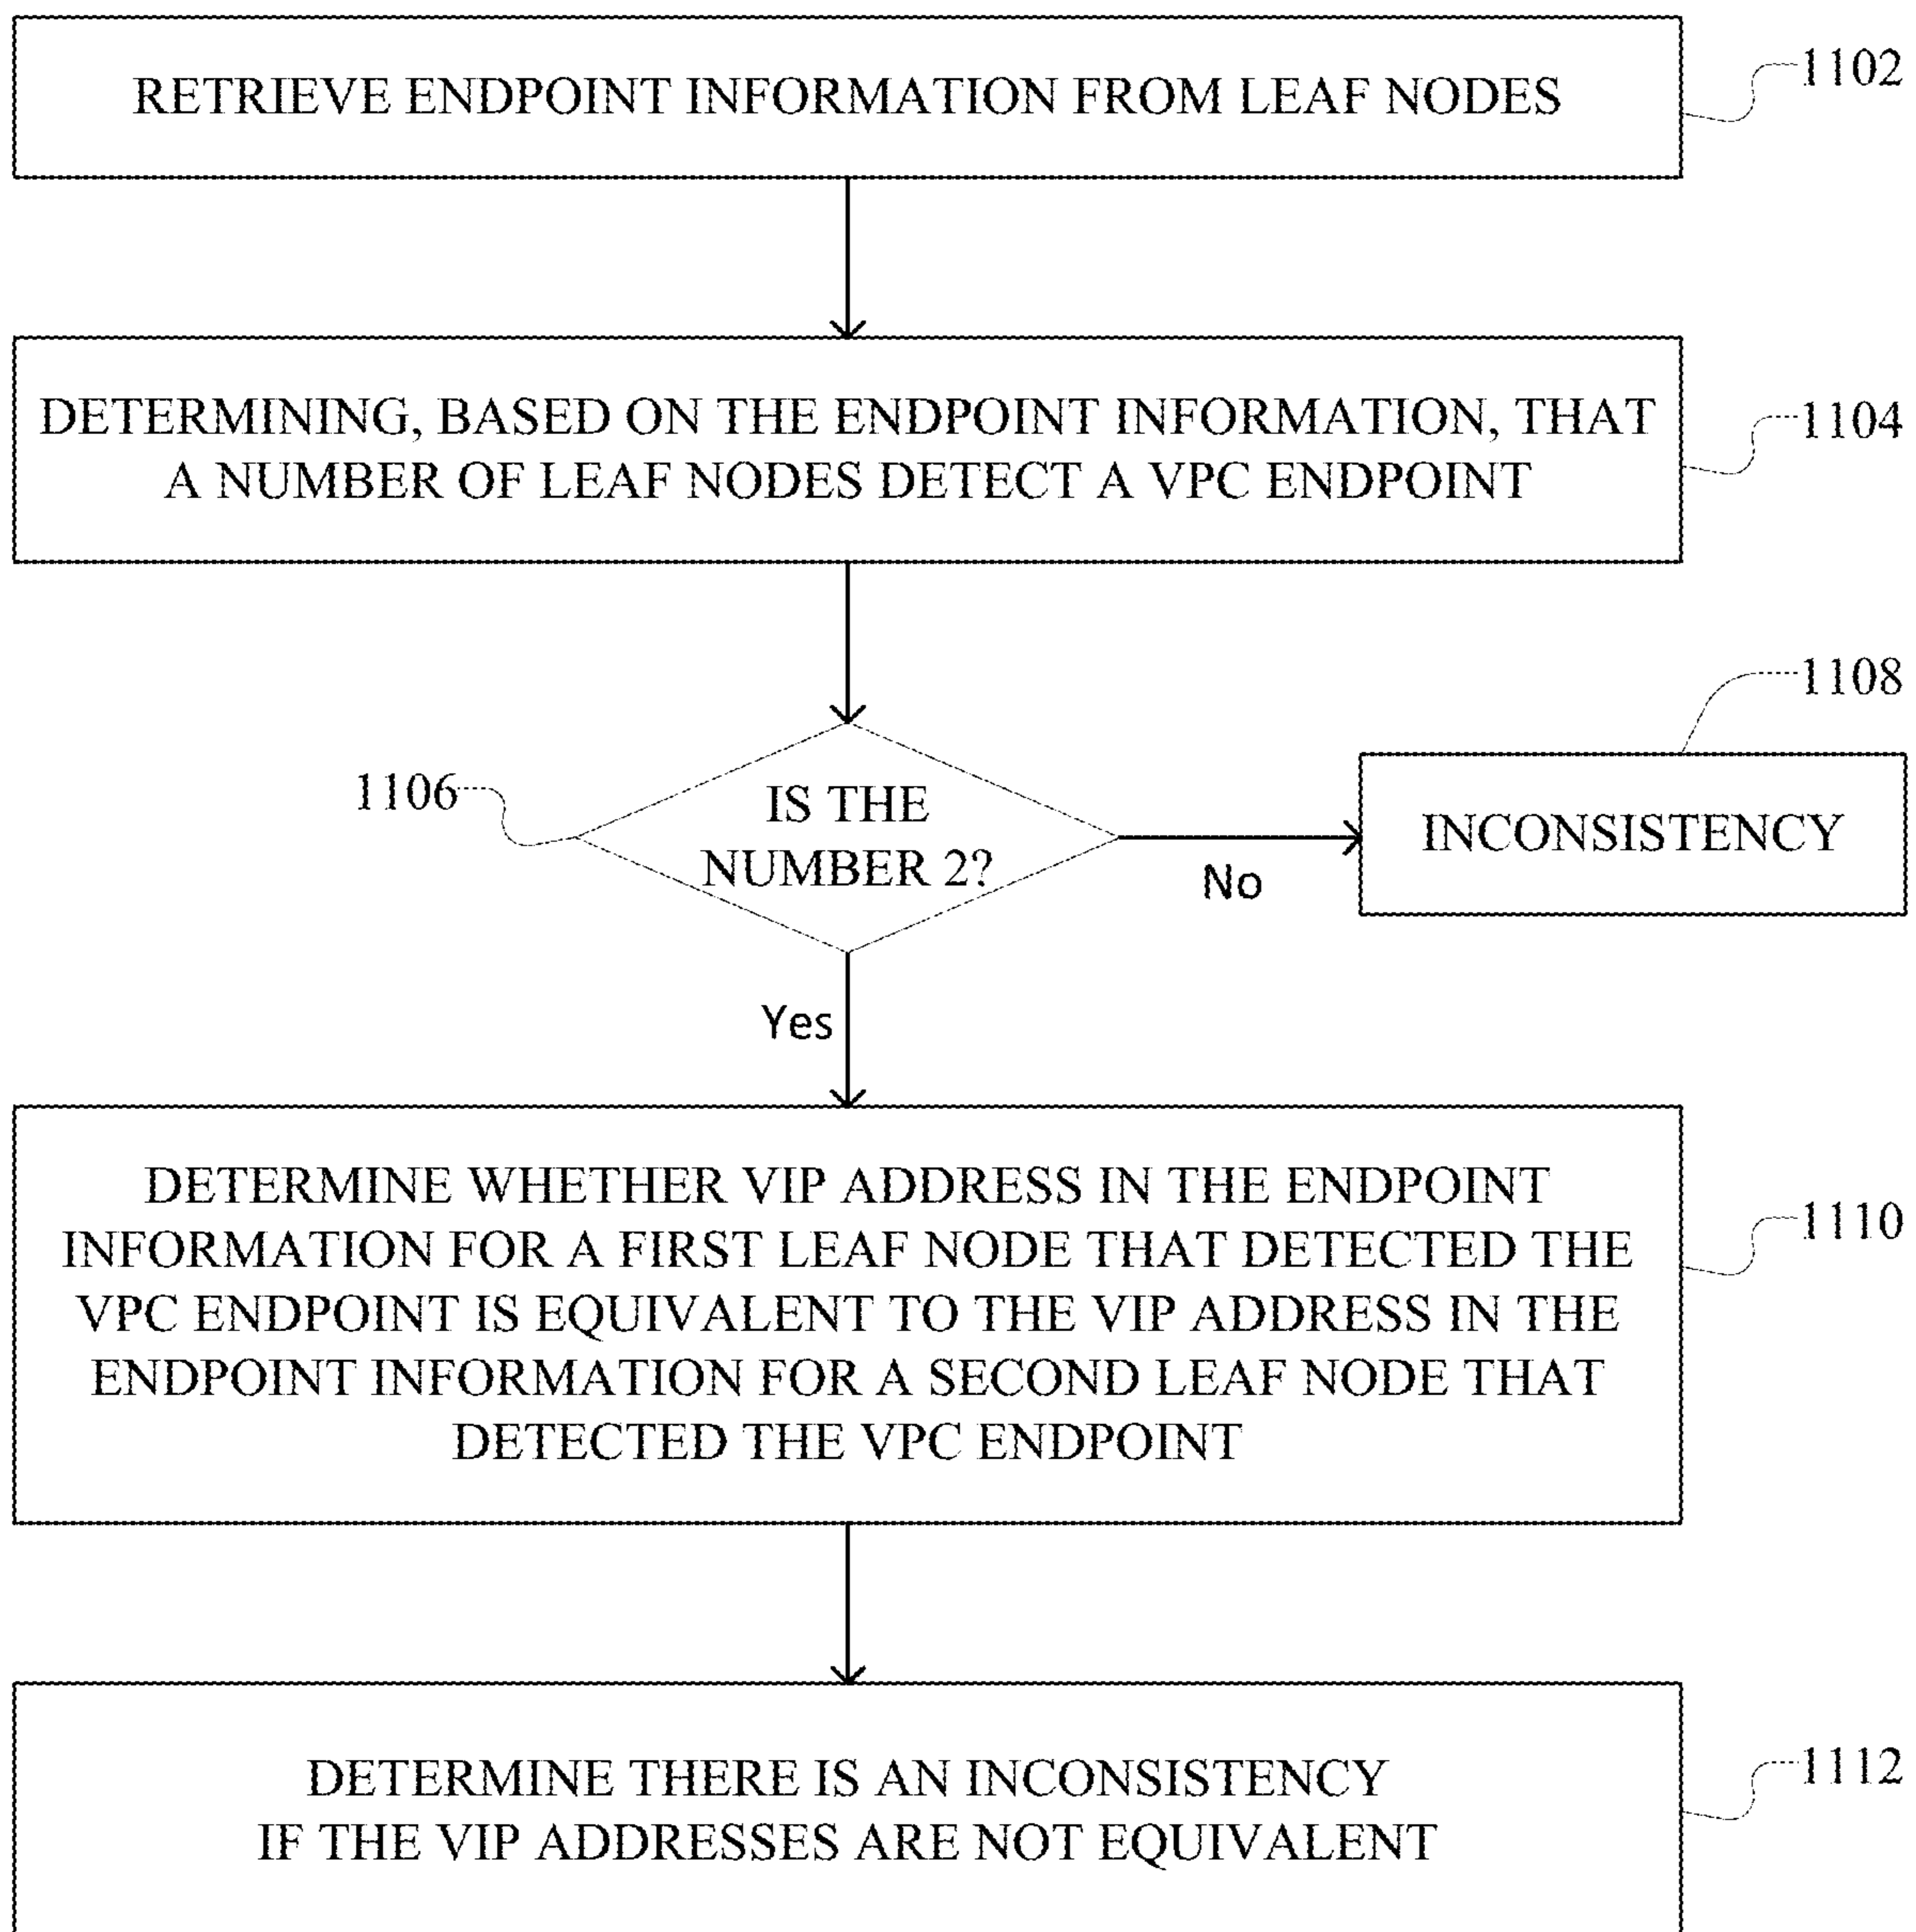 RETRIEVE ENDPOINT INFORMATION FROM LEAF NODES
1102
DETERMINING, BASED ON THE ENDPOINT INFORMATION, THAT
A NUMBER OF LEAF NODES DETECT A VPC ENDPOINT
1104
1106
IS THE
NUMBER 2?
No
1108
INCONSISTENCY
Yes
DETERMINE WHETHER VIP ADDRESS IN THE ENDPOINT
INFORMATION FOR A FIRST LEAF NODE THAT DETECTED THE
VPC ENDPOINT IS EQUIVALENT TO THE VIP ADDRESS IN THE
ENDPOINT INFORMATION FOR A SECOND LEAF NODE THAT
DETECTED THE VPC ENDPOINT
1110
DETERMINE THERE IS AN INCONSISTENCY
IF THE VIP ADDRESSES ARE NOT EQUIVALENT
1112